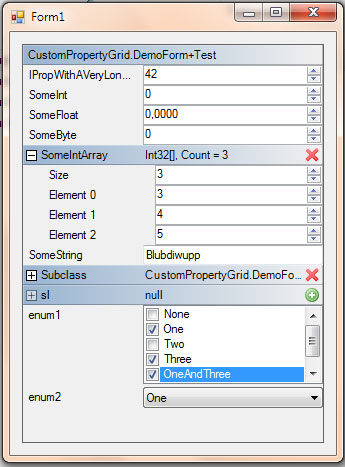 Form1
CustomPropertyGrid.DemoForm+Test
IPropWithAVeryLon... 42
SomeInt 0
SomeFloat 0,0000
SomeByte 0
SomeIntArray Int32[], Count = 3
Size 3
Element 0 3
Element 1 4
Element 2 5
SomeString Blubdiwupp
Subclass CustomPropertyGrid.DemoFo...
sl null
enum1 None
One
Two
Three
OneAndThree
enum2 One